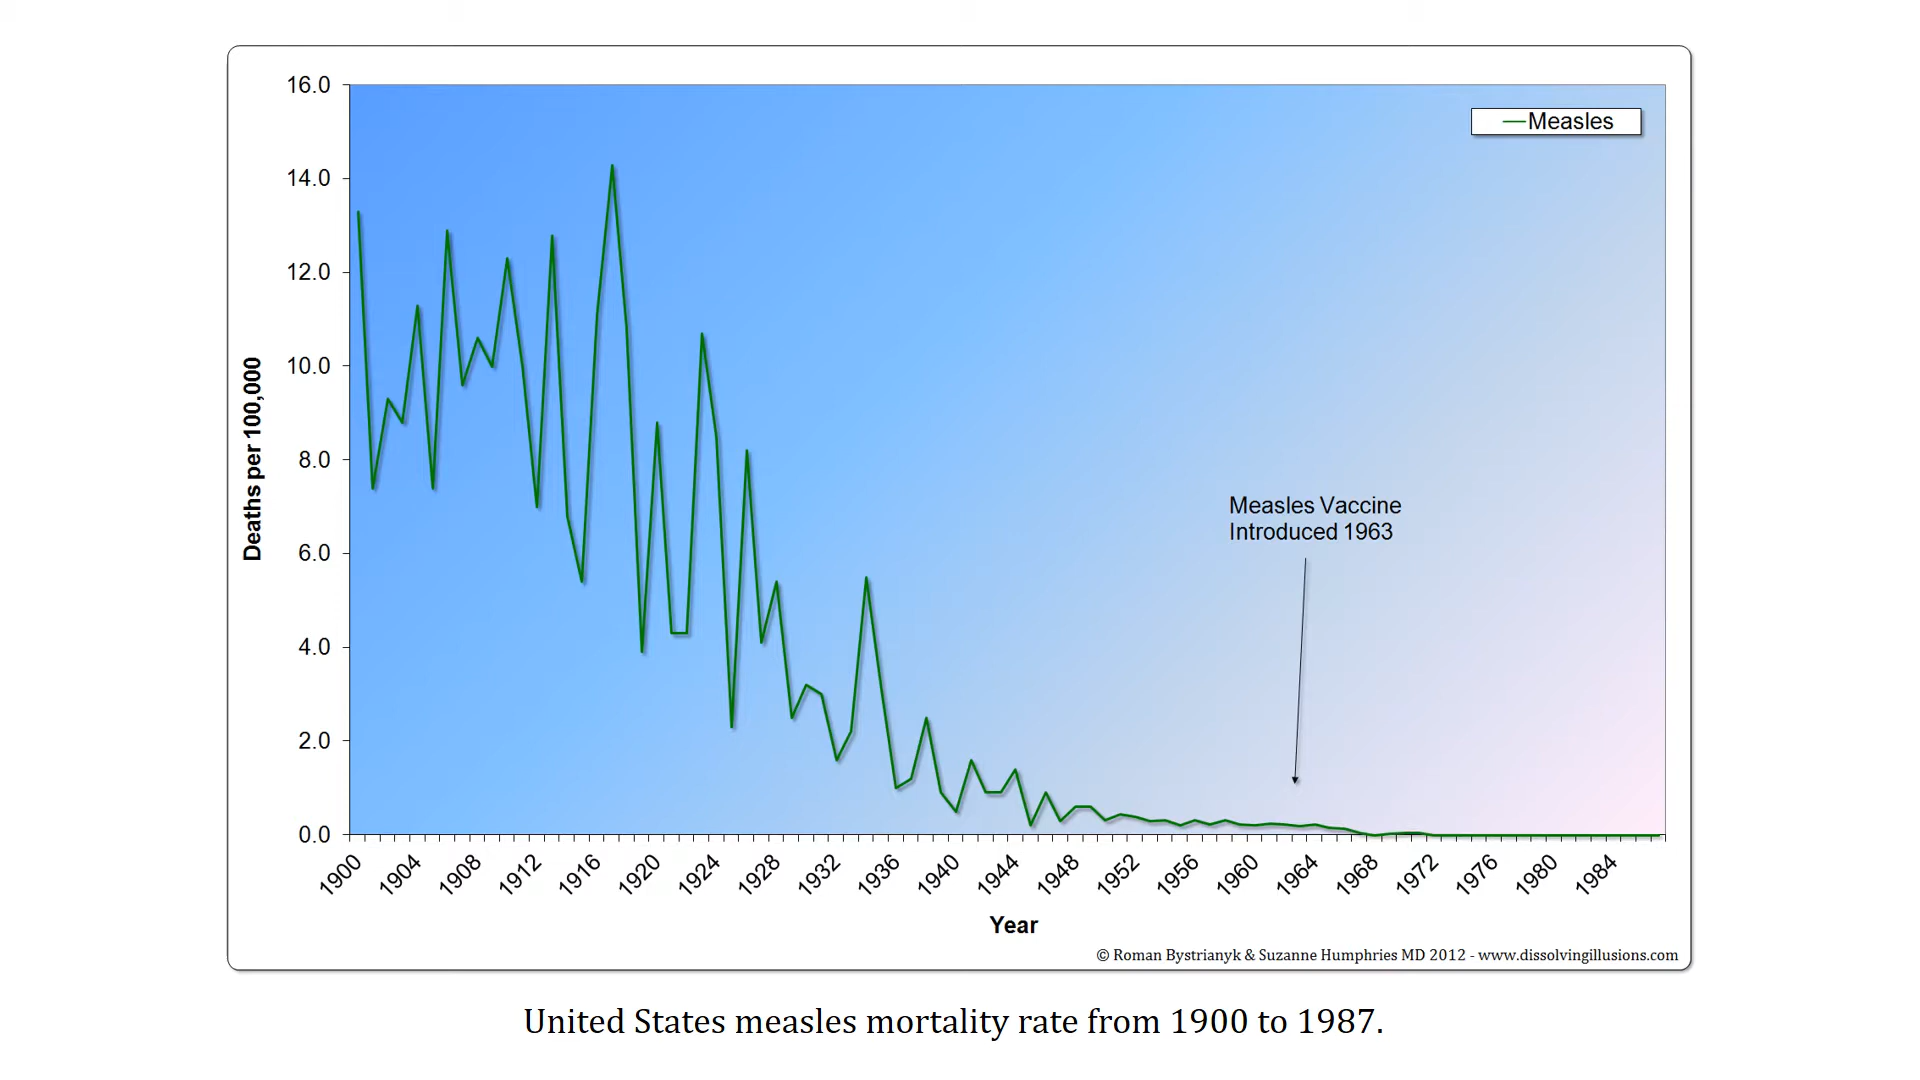 16.0
14.0
12.0
10.0
8.0
6.0
4.0
2.0
0.0
Deaths per 100,000
Measles
Measles Vaccine
Introduced 1963
1900 1904 1908 1912 1916 1920 1924 1928 1932 1936 1940 1944 1948 1952 1956 1960 1964 1968 1972 1976 1980 1984
Year
© Roman Bystrianyk & Suzanne Humphries MD 2012 - www.dissolvingillusions.com
United States measles mortality rate from 1900 to 1987.